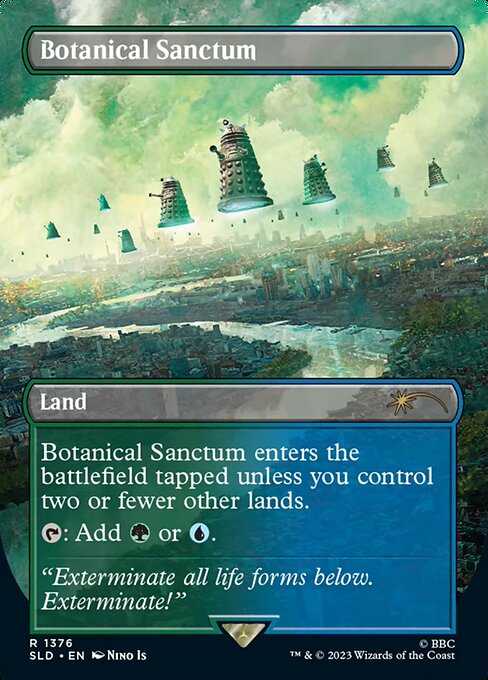 Botanical Sanctum
Land
Botanical Sanctum enters the
battlefield tapped unless you control
two or fewer other lands.
: Add or .
“Exterminate all life forms below.
Exterminate!”
R 1376
SLD • EN Nino Is
© BBC
™ & © 2023 Wizards of the Coast